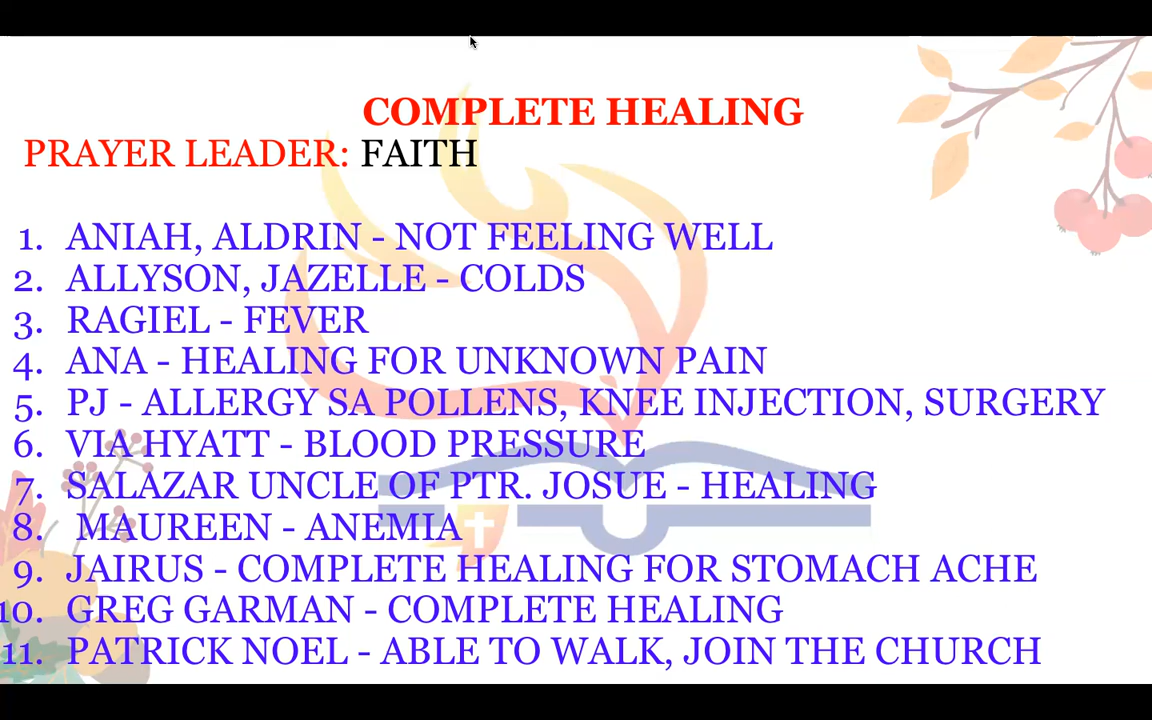 COMPLETE HEALING
PRAYER LEADER: FAITH
1. ANIAH, ALDRIN - NOT FEELING WELL
2. ALLYSON, JAZELLE - COLDS
3. RAGIEL - FEVER
4. ANA - HEALING FOR UNKNOWN PAIN
5. PJ - ALLERGY SA POLLENS, KNEE INJECTION, SURGERY
6. VIA HYATT - BLOOD PRESSURE
7. SALAZAR UNCLE OF PTR. JOSUE - HEALING
8. MAUREEN - ANEMIA
9. JAIRUS - COMPLETE HEALING FOR STOMACH ACHE
10. GREG GARMAN - COMPLETE HEALING
11. PATRICK NOEL - ABLE TO WALK, JOIN THE CHURCH